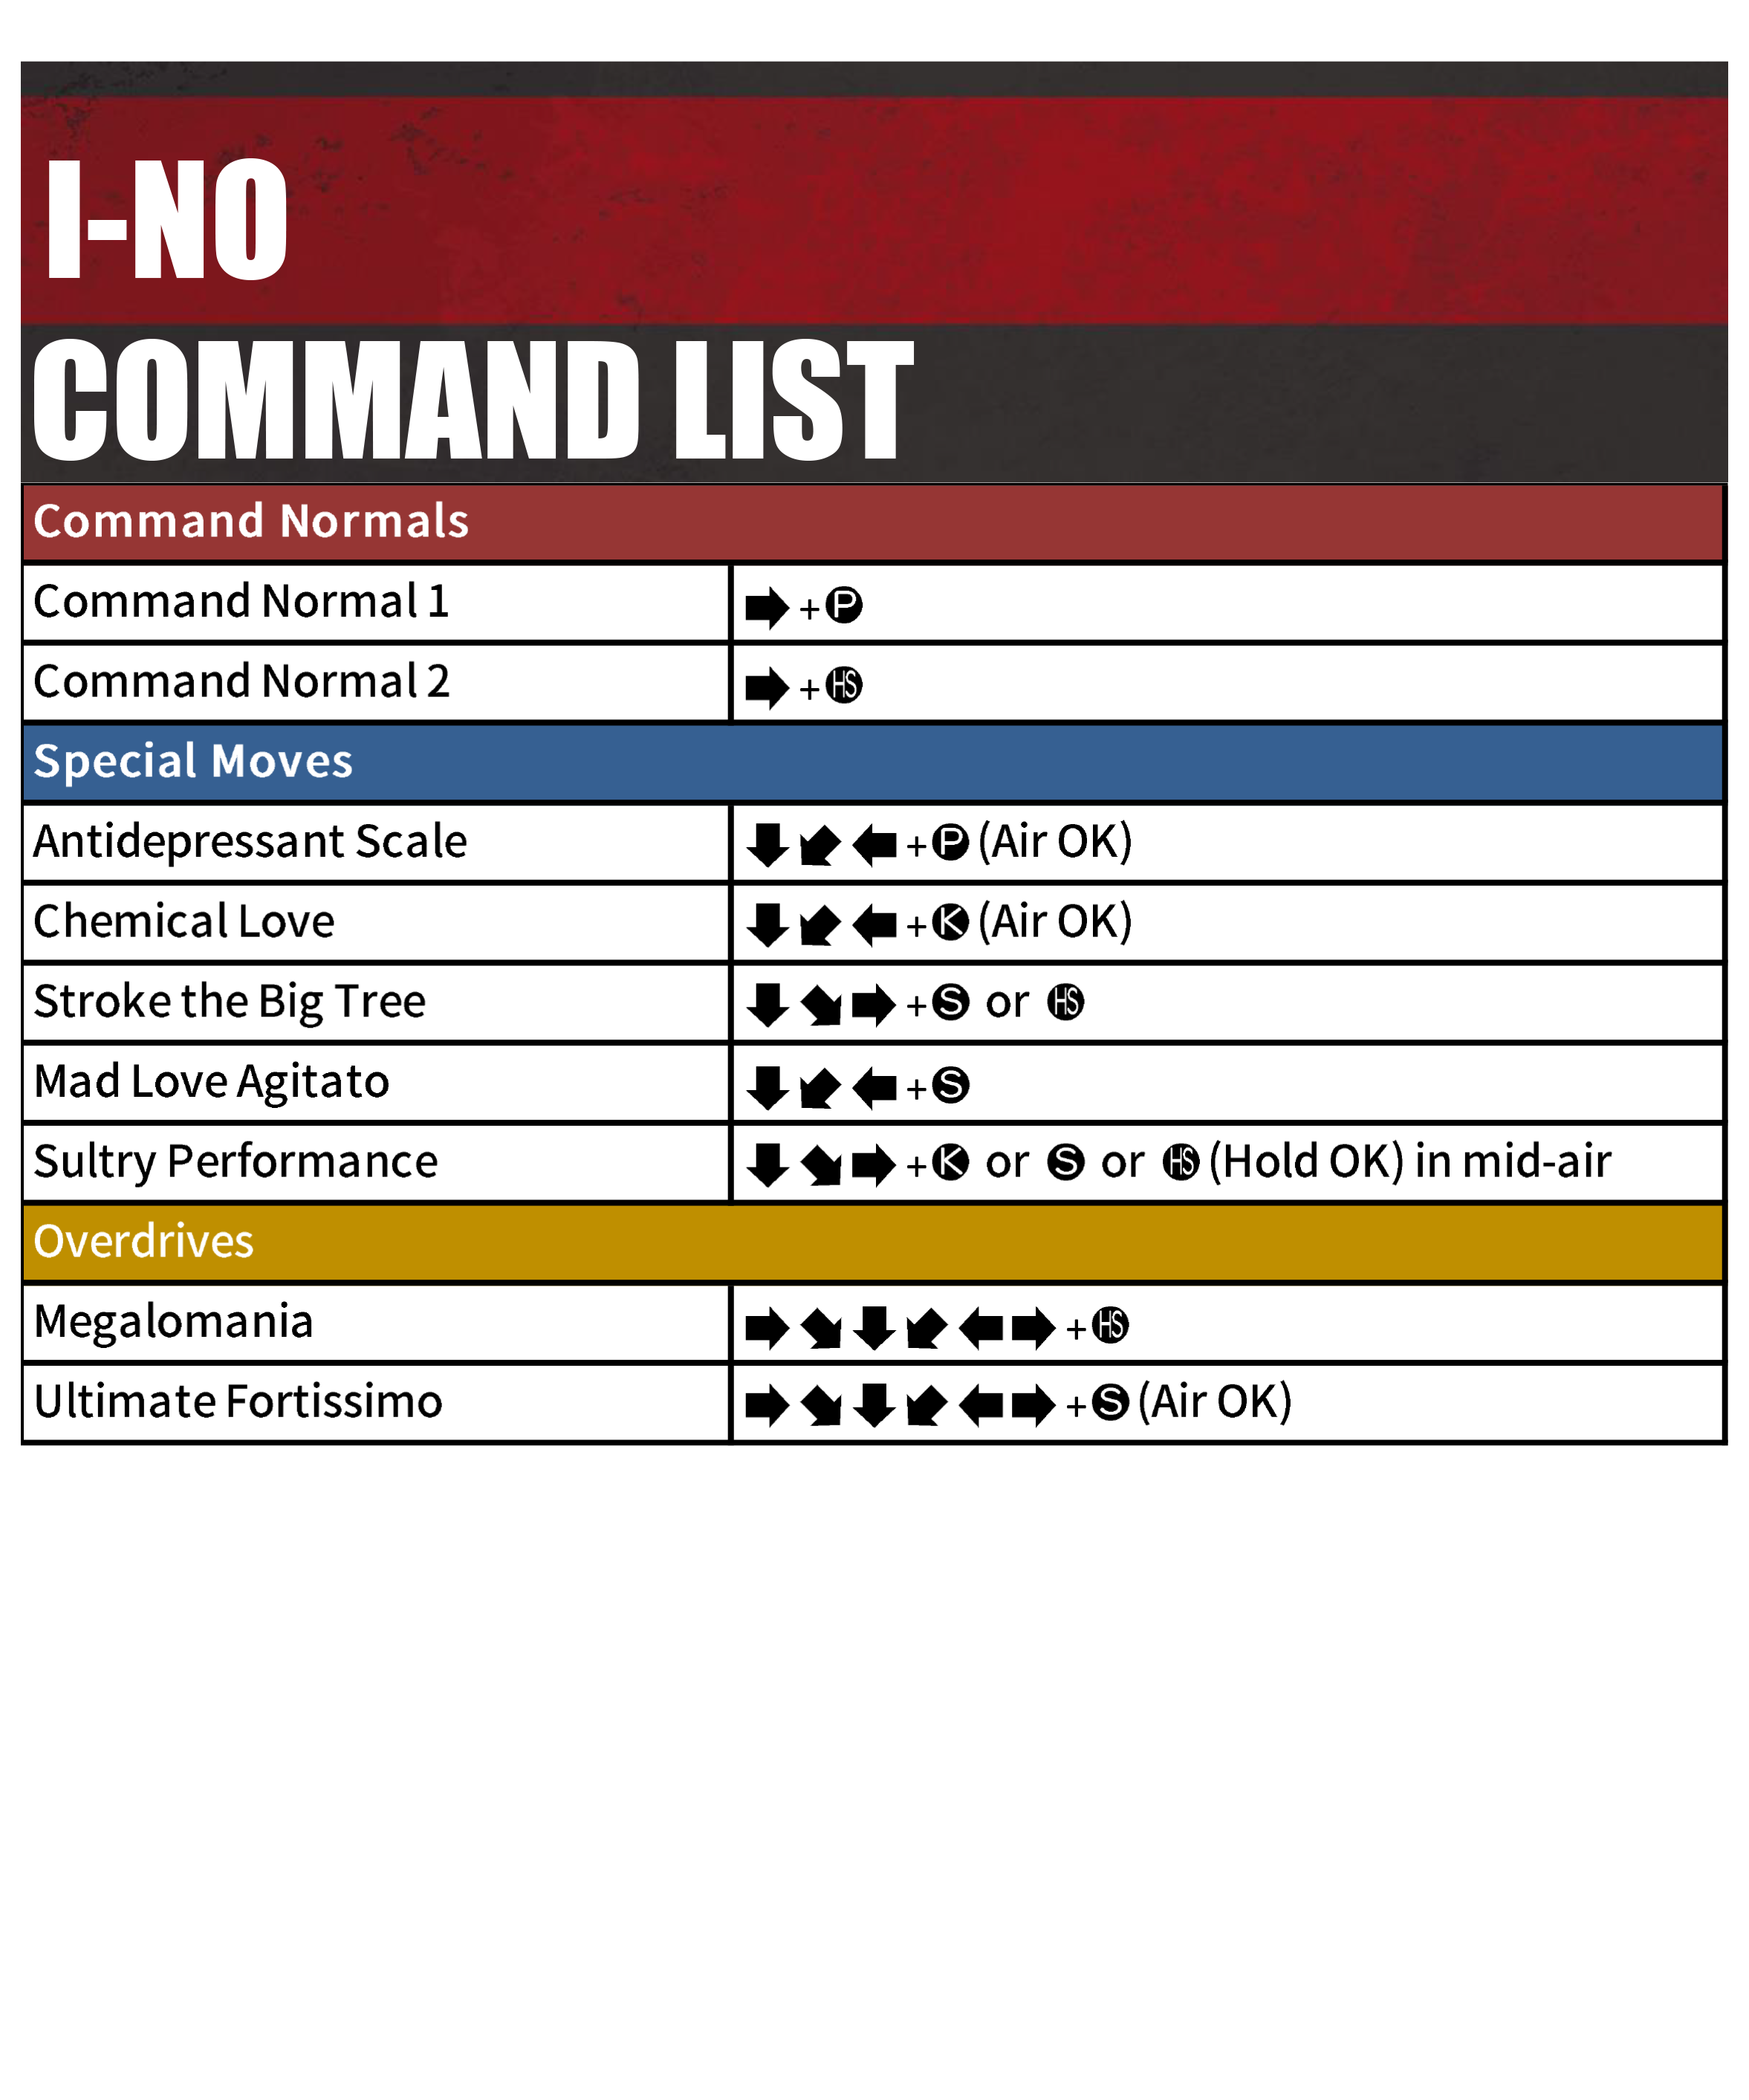 I-NO
COMMAND LIST
Command Normals
Command Normal 1 ➡ + P
Command Normal 2 ➡ + HS
Special Moves
Antidepressant Scale ⬇ ↙ ⬅ + P (Air OK)
Chemical Love ⬇ ↙ ⬅ + K (Air OK)
Stroke the Big Tree ⬇ ↘ ➡ + S or HS
Mad Love Agitato ⬇ ↙ ⬅ + S
Sultry Performance ⬇ ↘ ➡ + K or S or HS (Hold OK) in mid-air
Overdrives
Megalomania ➡ ↘ ⬇ ↙ ⬅ ➡ + HS
Ultimate Fortissimo ➡ ↘ ⬇ ↙ ⬅ ➡ + S (Air OK)